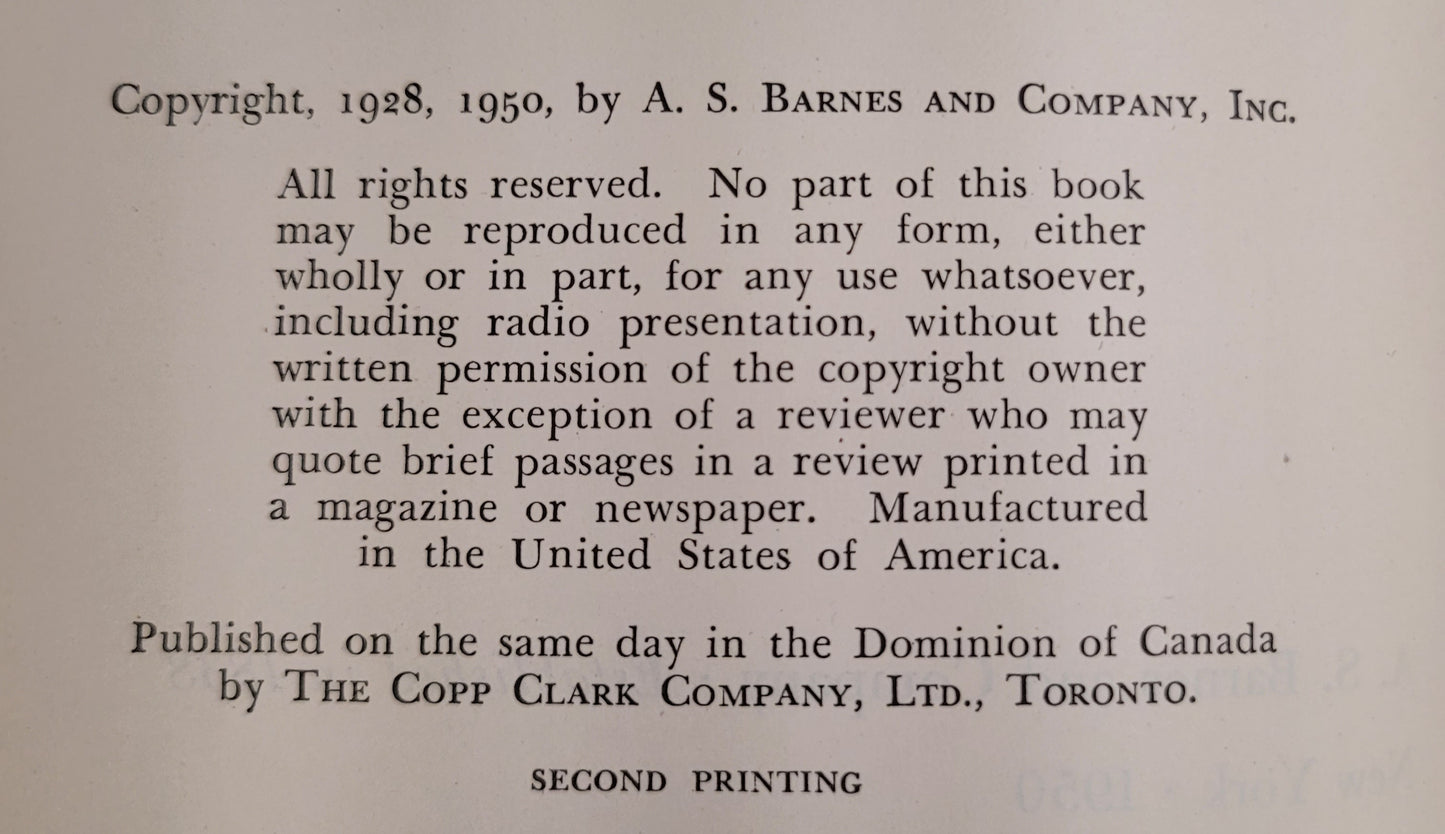 Copyright, 1928, 1950, by A. S. BARNES AND COMPANY, INC.
All rights reserved. No part of this book
may be reproduced in any form, either
wholly or in part, for any use whatsoever,
including radio presentation, without the
written permission of the copyright owner
with the exception of a reviewer who may
quote brief passages in a review printed in
a magazine or newspaper. Manufactured
in the United States of America.
Published on the same day in the Dominion of Canada
by THE COPP CLARK COMPANY, LTD., TORONTO.
SECOND PRINTING